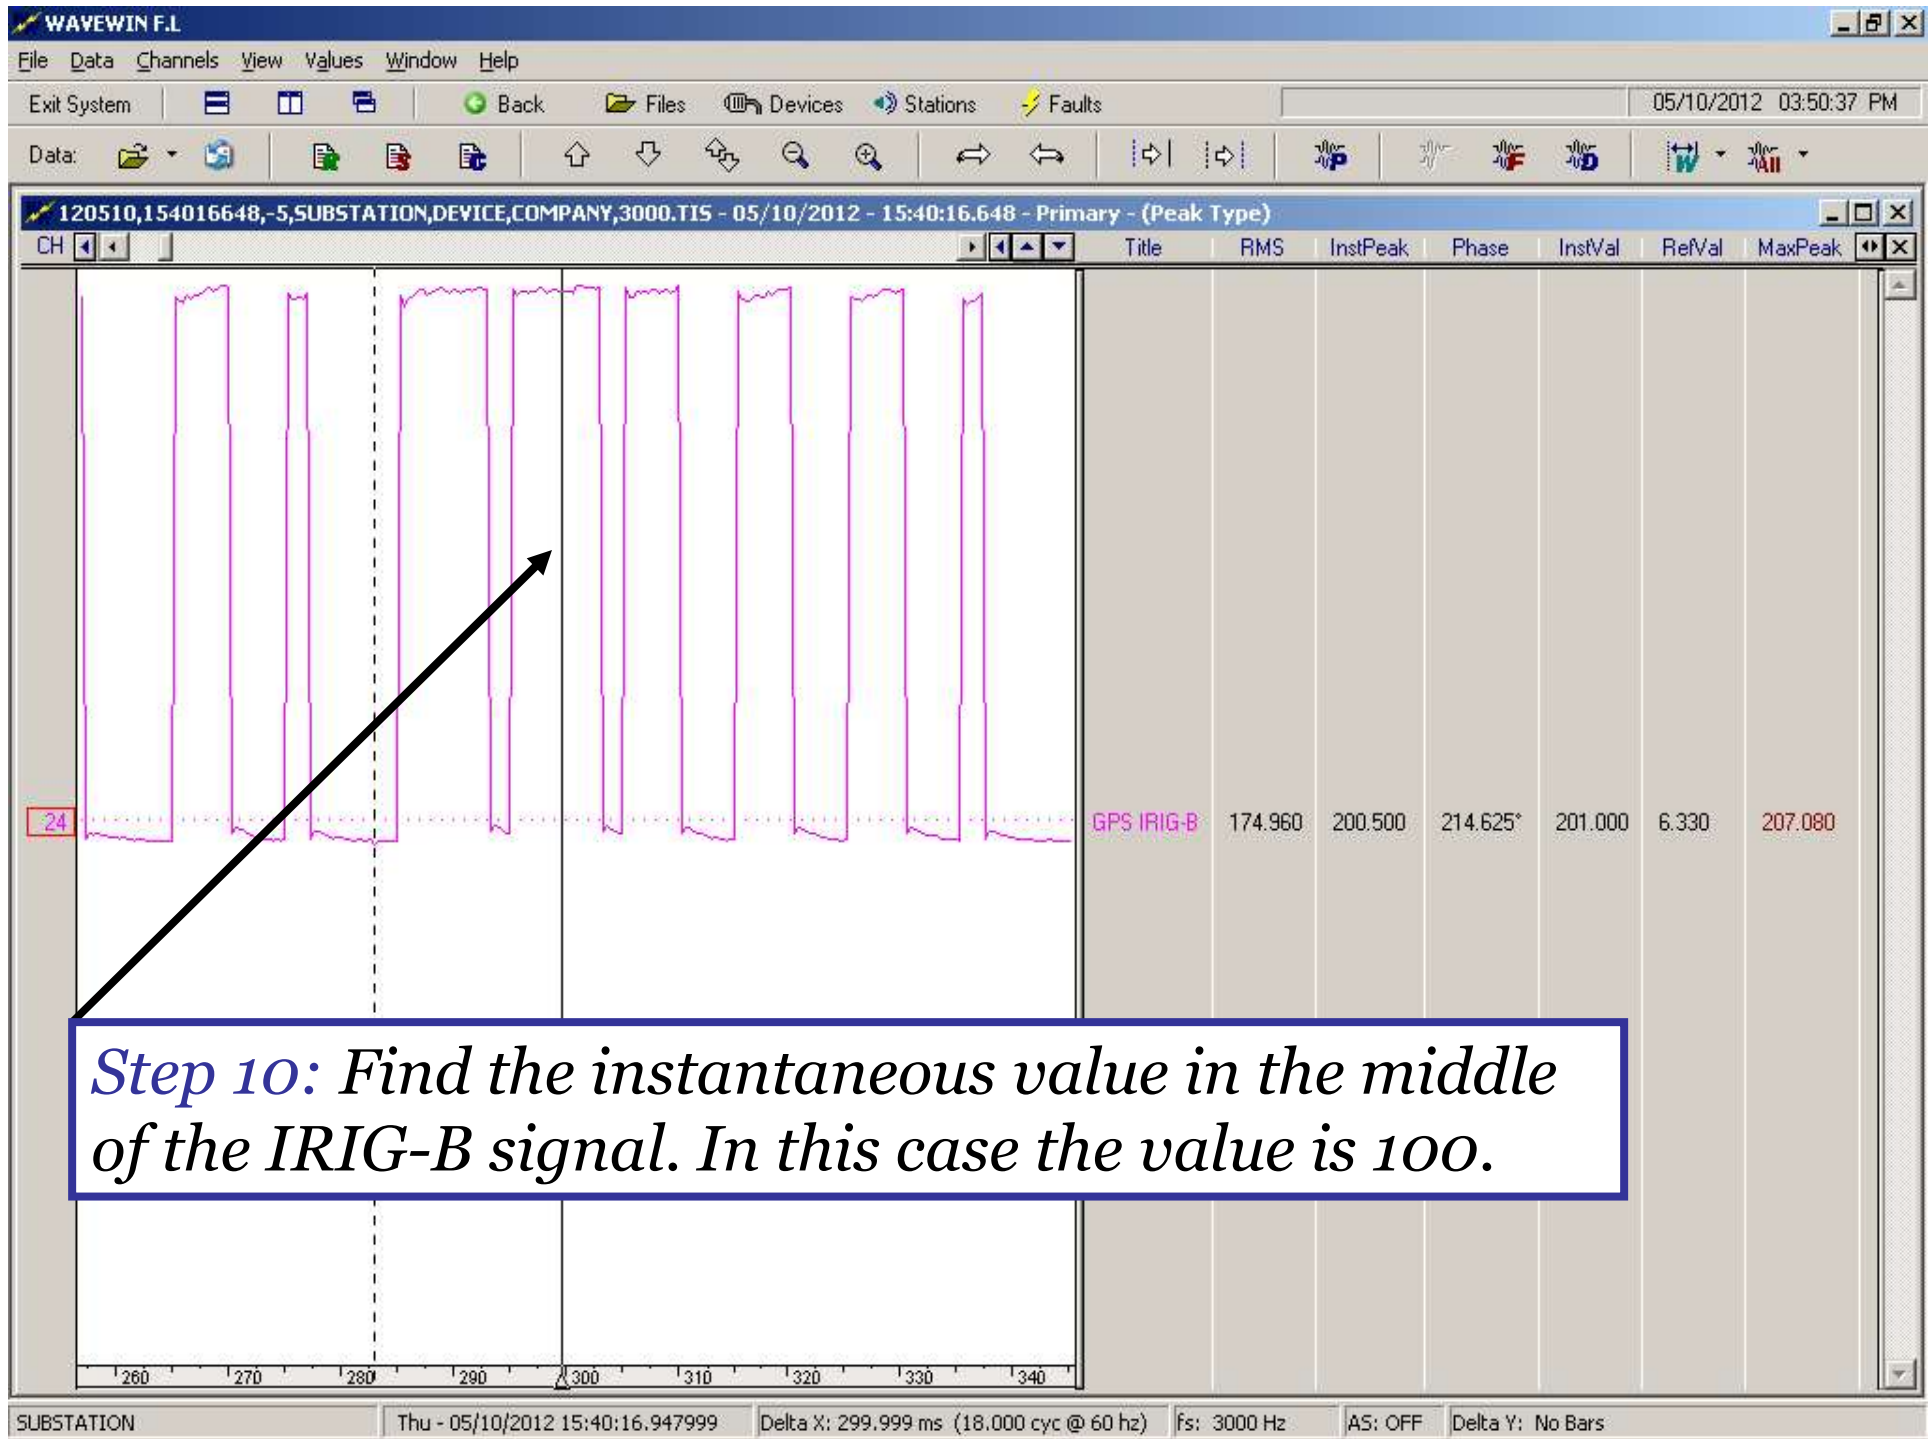 WAVEWIN F.L
File Data Channels View Values Window Help
Exit System Back Files Devices Stations Faults 05/10/2012 03:50:37 PM
Data: P F D W All
120510,154016648,-5,SUBSTATION,DEVICE,COMPANY,3000.TIS - 05/10/2012 - 15:40:16.648 - Primary - (Peak Type)
CH Title RMS InstPeak Phase InstVal RefVal MaxPeak
24 GPS IRIG-B 174.960 200.500 214.625° 201.000 6.330 207.080
Step 10: Find the instantaneous value in the middle
of the IRIG-B signal. In this case the value is 100.
260 270 280 290 300 310 320 330 340
SUBSTATION Thu - 05/10/2012 15:40:16.947999 Delta X: 299.999 ms (18.000 cyc @ 60 hz) fs: 3000 Hz AS: OFF Delta Y: No Bars